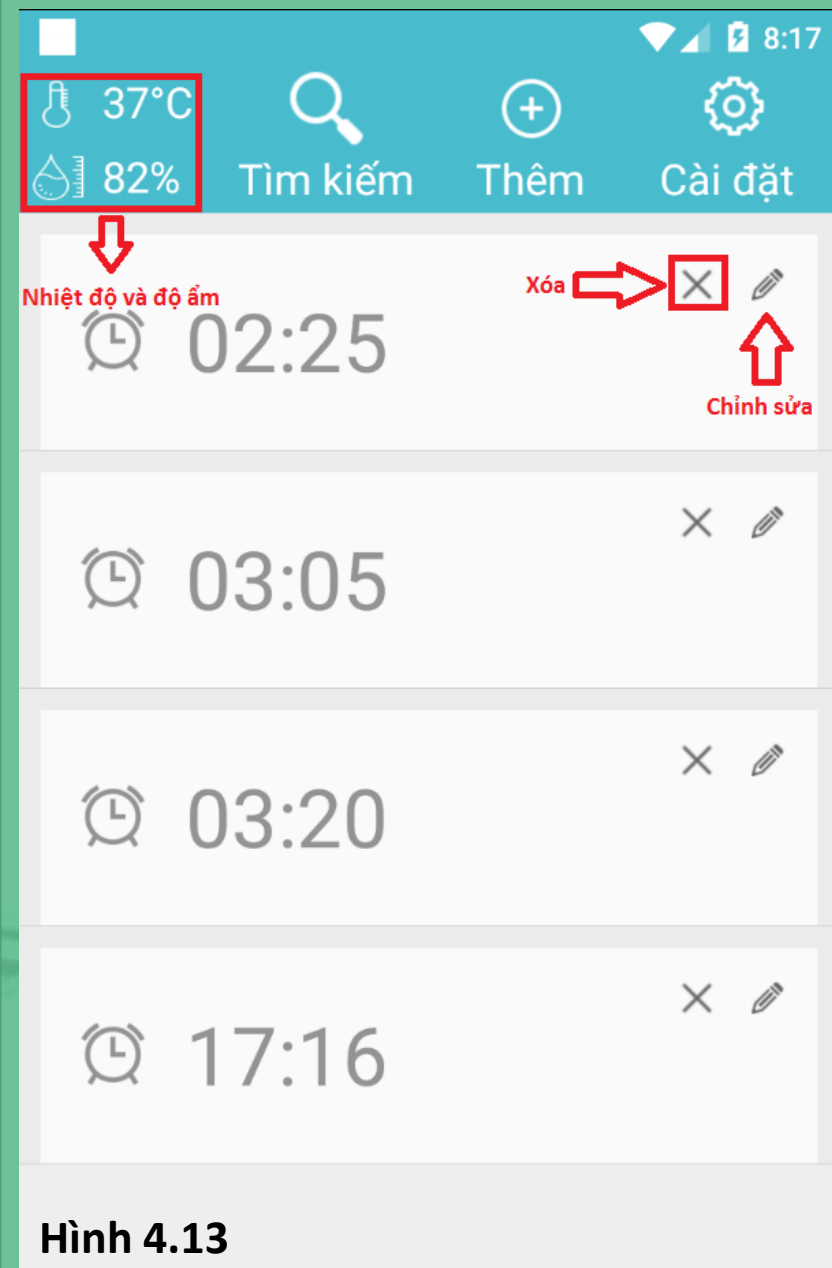 8:17
37°C
82%
Tìm kiếm
Thêm
Cài đặt
Nhiệt độ và độ ẩm
Xóa
02:25
Chỉnh sửa
03:05
03:20
17:16
Hình 4.13